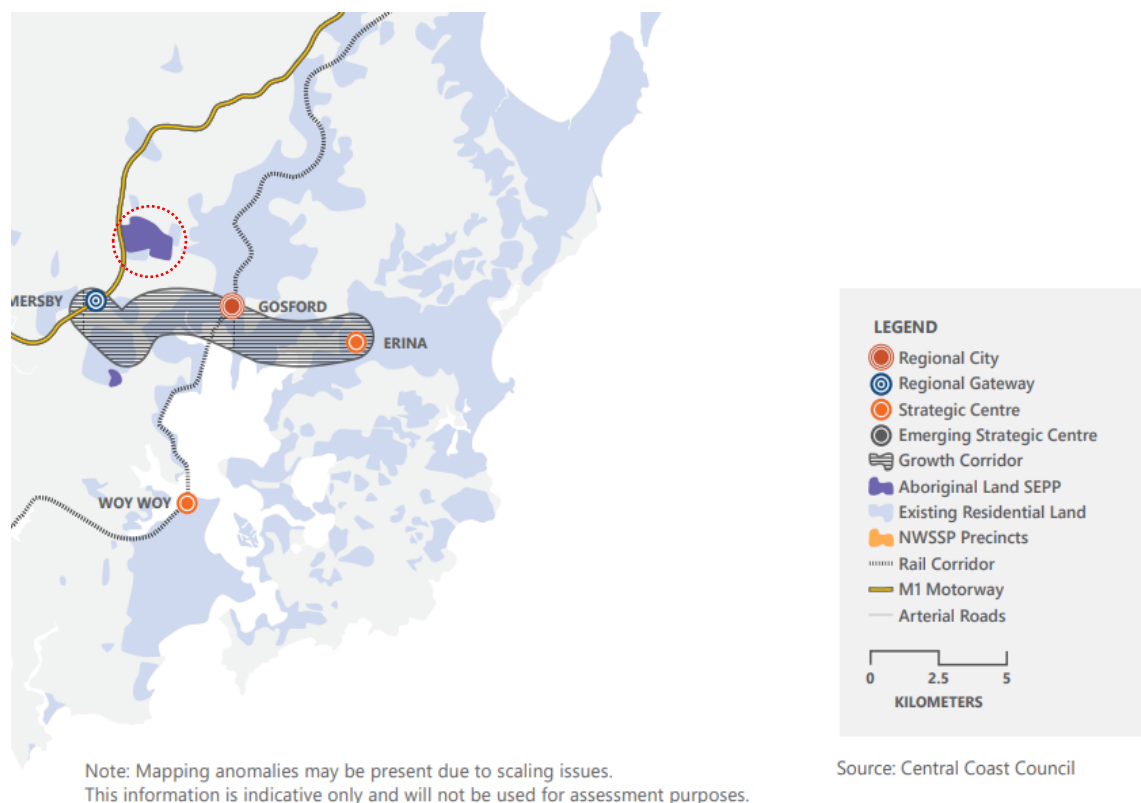 MERSBY
GOSFORD
ERINA
WOY WOY
LEGEND
Regional City
Regional Gateway
Strategic Centre
Emerging Strategic Centre
Growth Corridor
Aboriginal Land SEPP
Existing Residential Land
NWSSP Precincts
Rail Corridor
M1 Motorway
Arterial Roads
0 2.5 5
KILOMETERS
Note: Mapping anomalies may be present due to scaling issues.
This information is indicative only and will not be used for assessment purposes.
Source: Central Coast Council